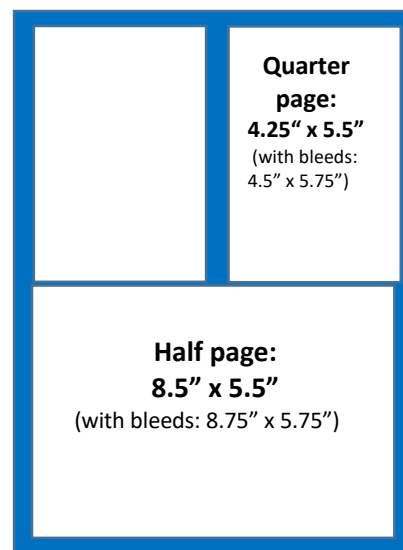 Quarter
page:
4.25“ x 5.5”
(with bleeds:
4.5” x 5.75”)
Half page:
8.5” x 5.5”
(with bleeds: 8.75” x 5.75”)